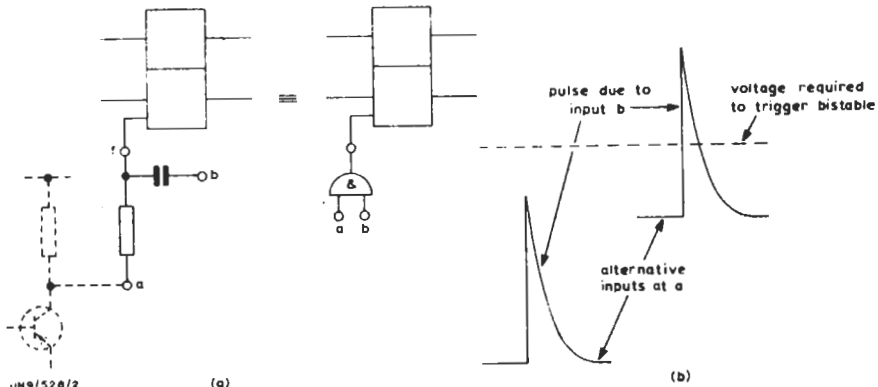 f
b
a
≡
&
a b
(a)
pulse due to
input b
voltage required
to trigger bistable
alternative
inputs at a
(b)